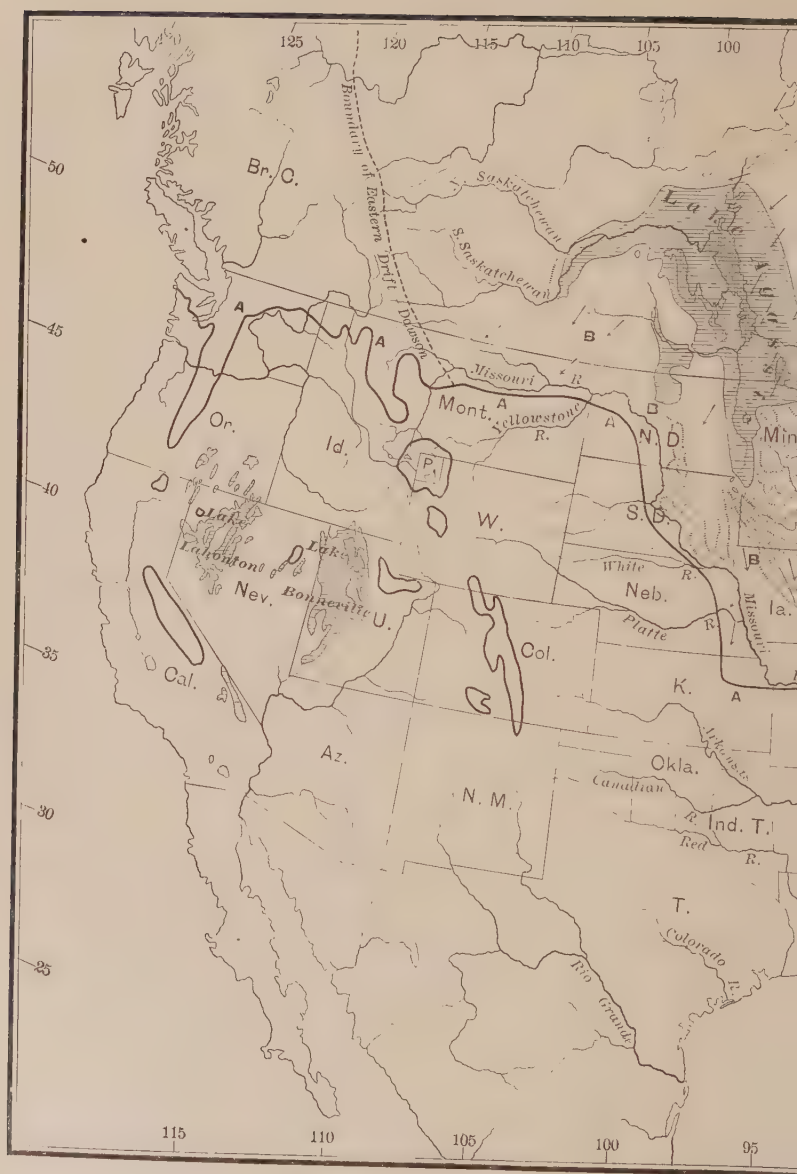 125 120 115 110 105 100
50
45
40
35
30
25
115 110 105 100 95
Boundary of Eastern Drift
Dawson
Br. C.
Saskatchewan
S. Saskatchewan
Lake
A
A
B
Missouri R.
Mont.
A
Yellowstone
R.
A
N. D.
Min
Or.
Id.
P.
W.
S. D.
B
White R.
Neb.
Ia.
Missouri
Platte R.
Lake
Lahonton
Lake
Bonneville
Nev.
U.
Col.
Cal.
K.
A
Arkansas
Az.
N. M.
Okla.
Canadian
R.
Ind. T.
Red R.
T.
Colorado R.
Rio Grande